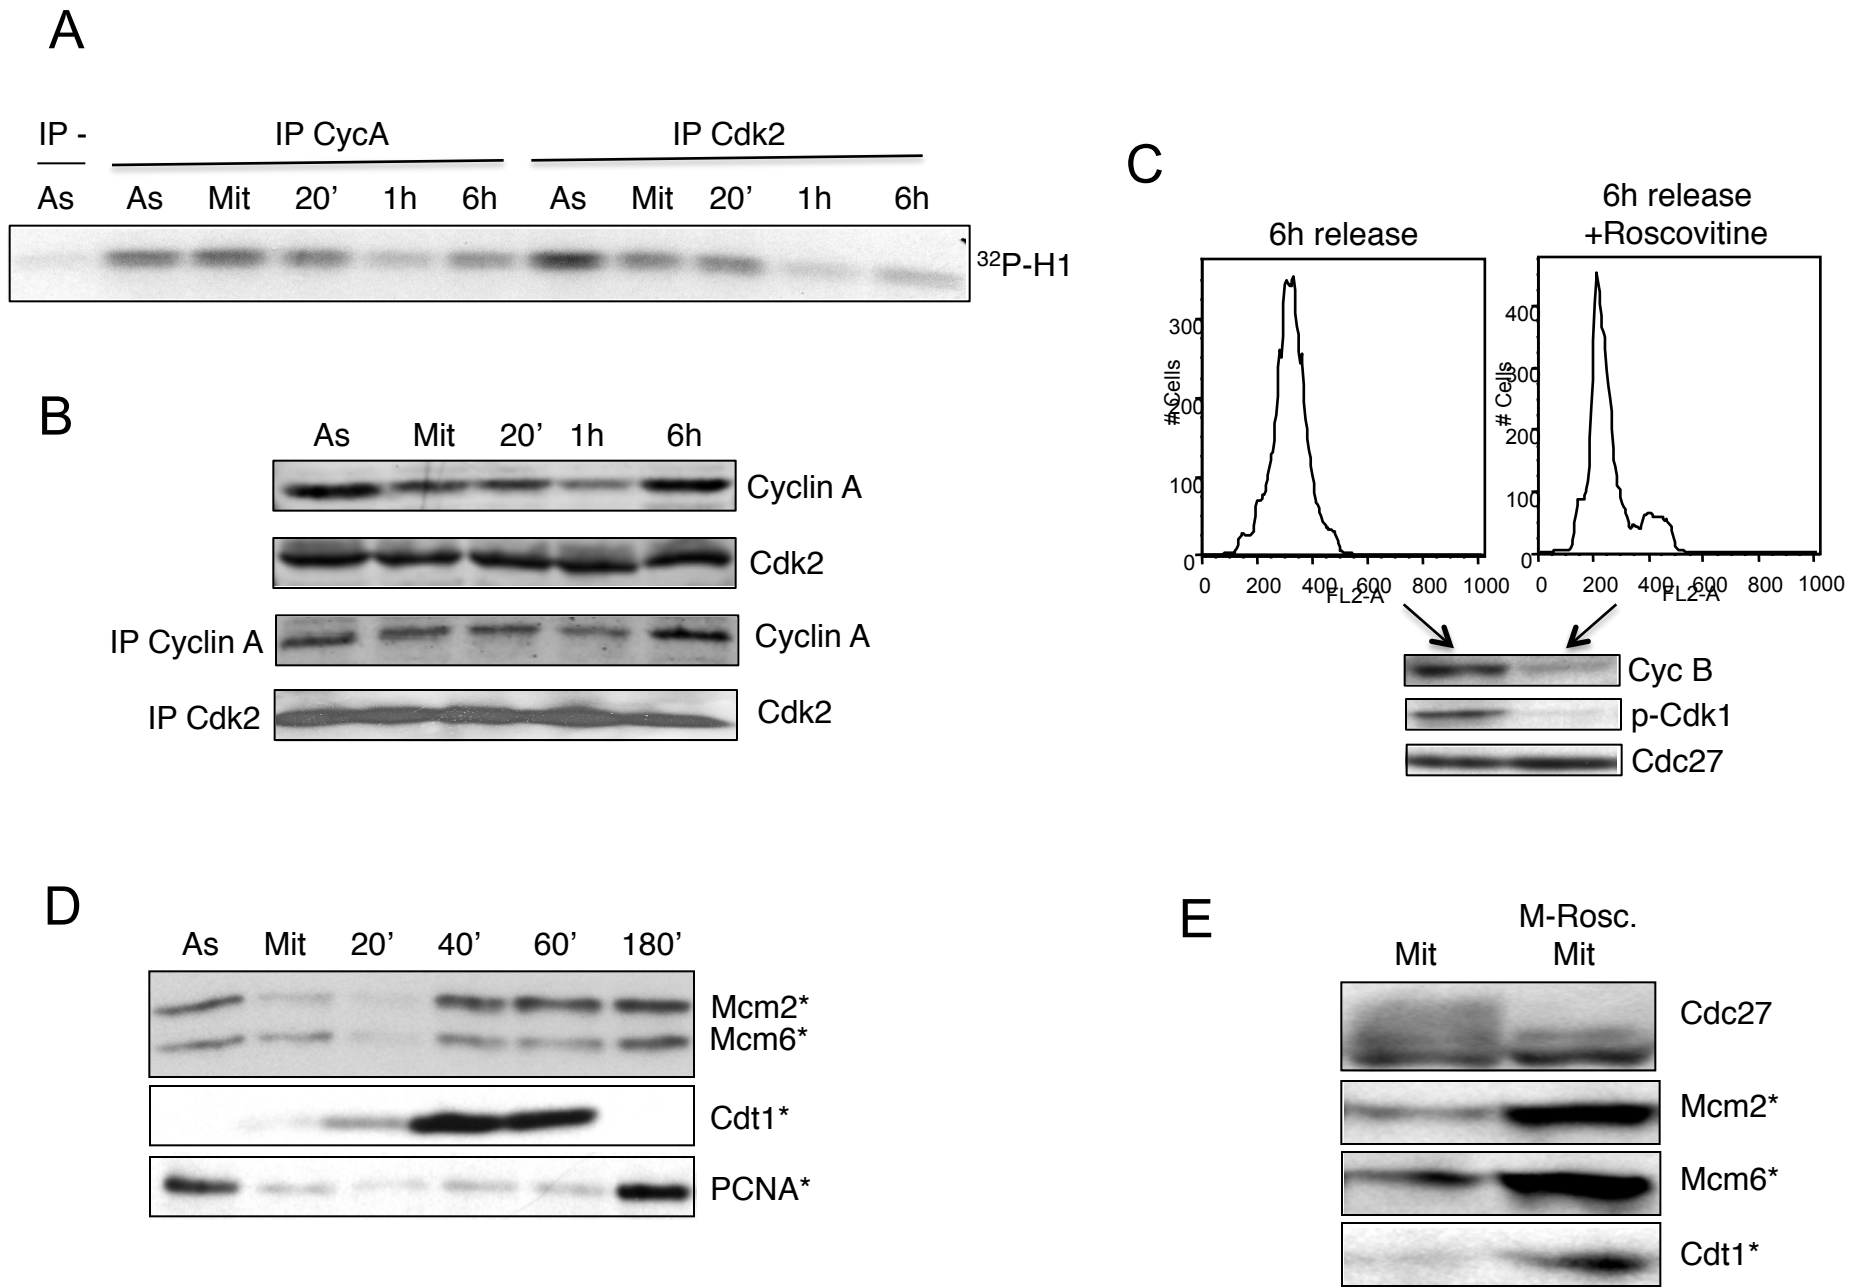 A
IP - IP CycA IP Cdk2
As As Mit 20’ 1h 6h As Mit 20’ 1h 6h
32P-H1
B
As Mit 20’ 1h 6h
Cyclin A
Cdk2
IP Cyclin A Cyclin A
IP Cdk2 Cdk2
C
6h release
6h release
+Roscovitine
# Cells
300
200
100
0
0 200 400 600 800 1000
FL2-A
# Cells
400
300
200
100
0
0 200 400 600 800 1000
FL2-A
Cyc B
p-Cdk1
Cdc27
D
As Mit 20’ 40’ 60’ 180’
Mcm2*
Mcm6*
Cdt1*
PCNA*
E
M-Rosc.
Mit Mit
Cdc27
Mcm2*
Mcm6*
Cdt1*